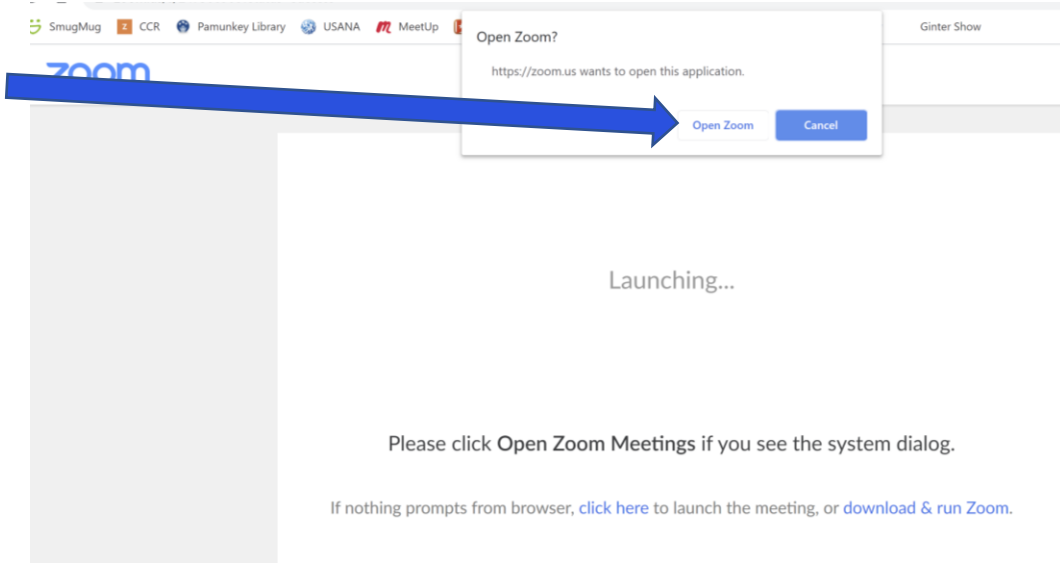 SmugMug CCR Pamunkey Library USANA MeetUp Ginter Show
Open Zoom?
https://zoom.us wants to open this application.
Open Zoom Cancel
zoom
Launching...
Please click Open Zoom Meetings if you see the system dialog.
If nothing prompts from browser, click here to launch the meeting, or download & run Zoom.